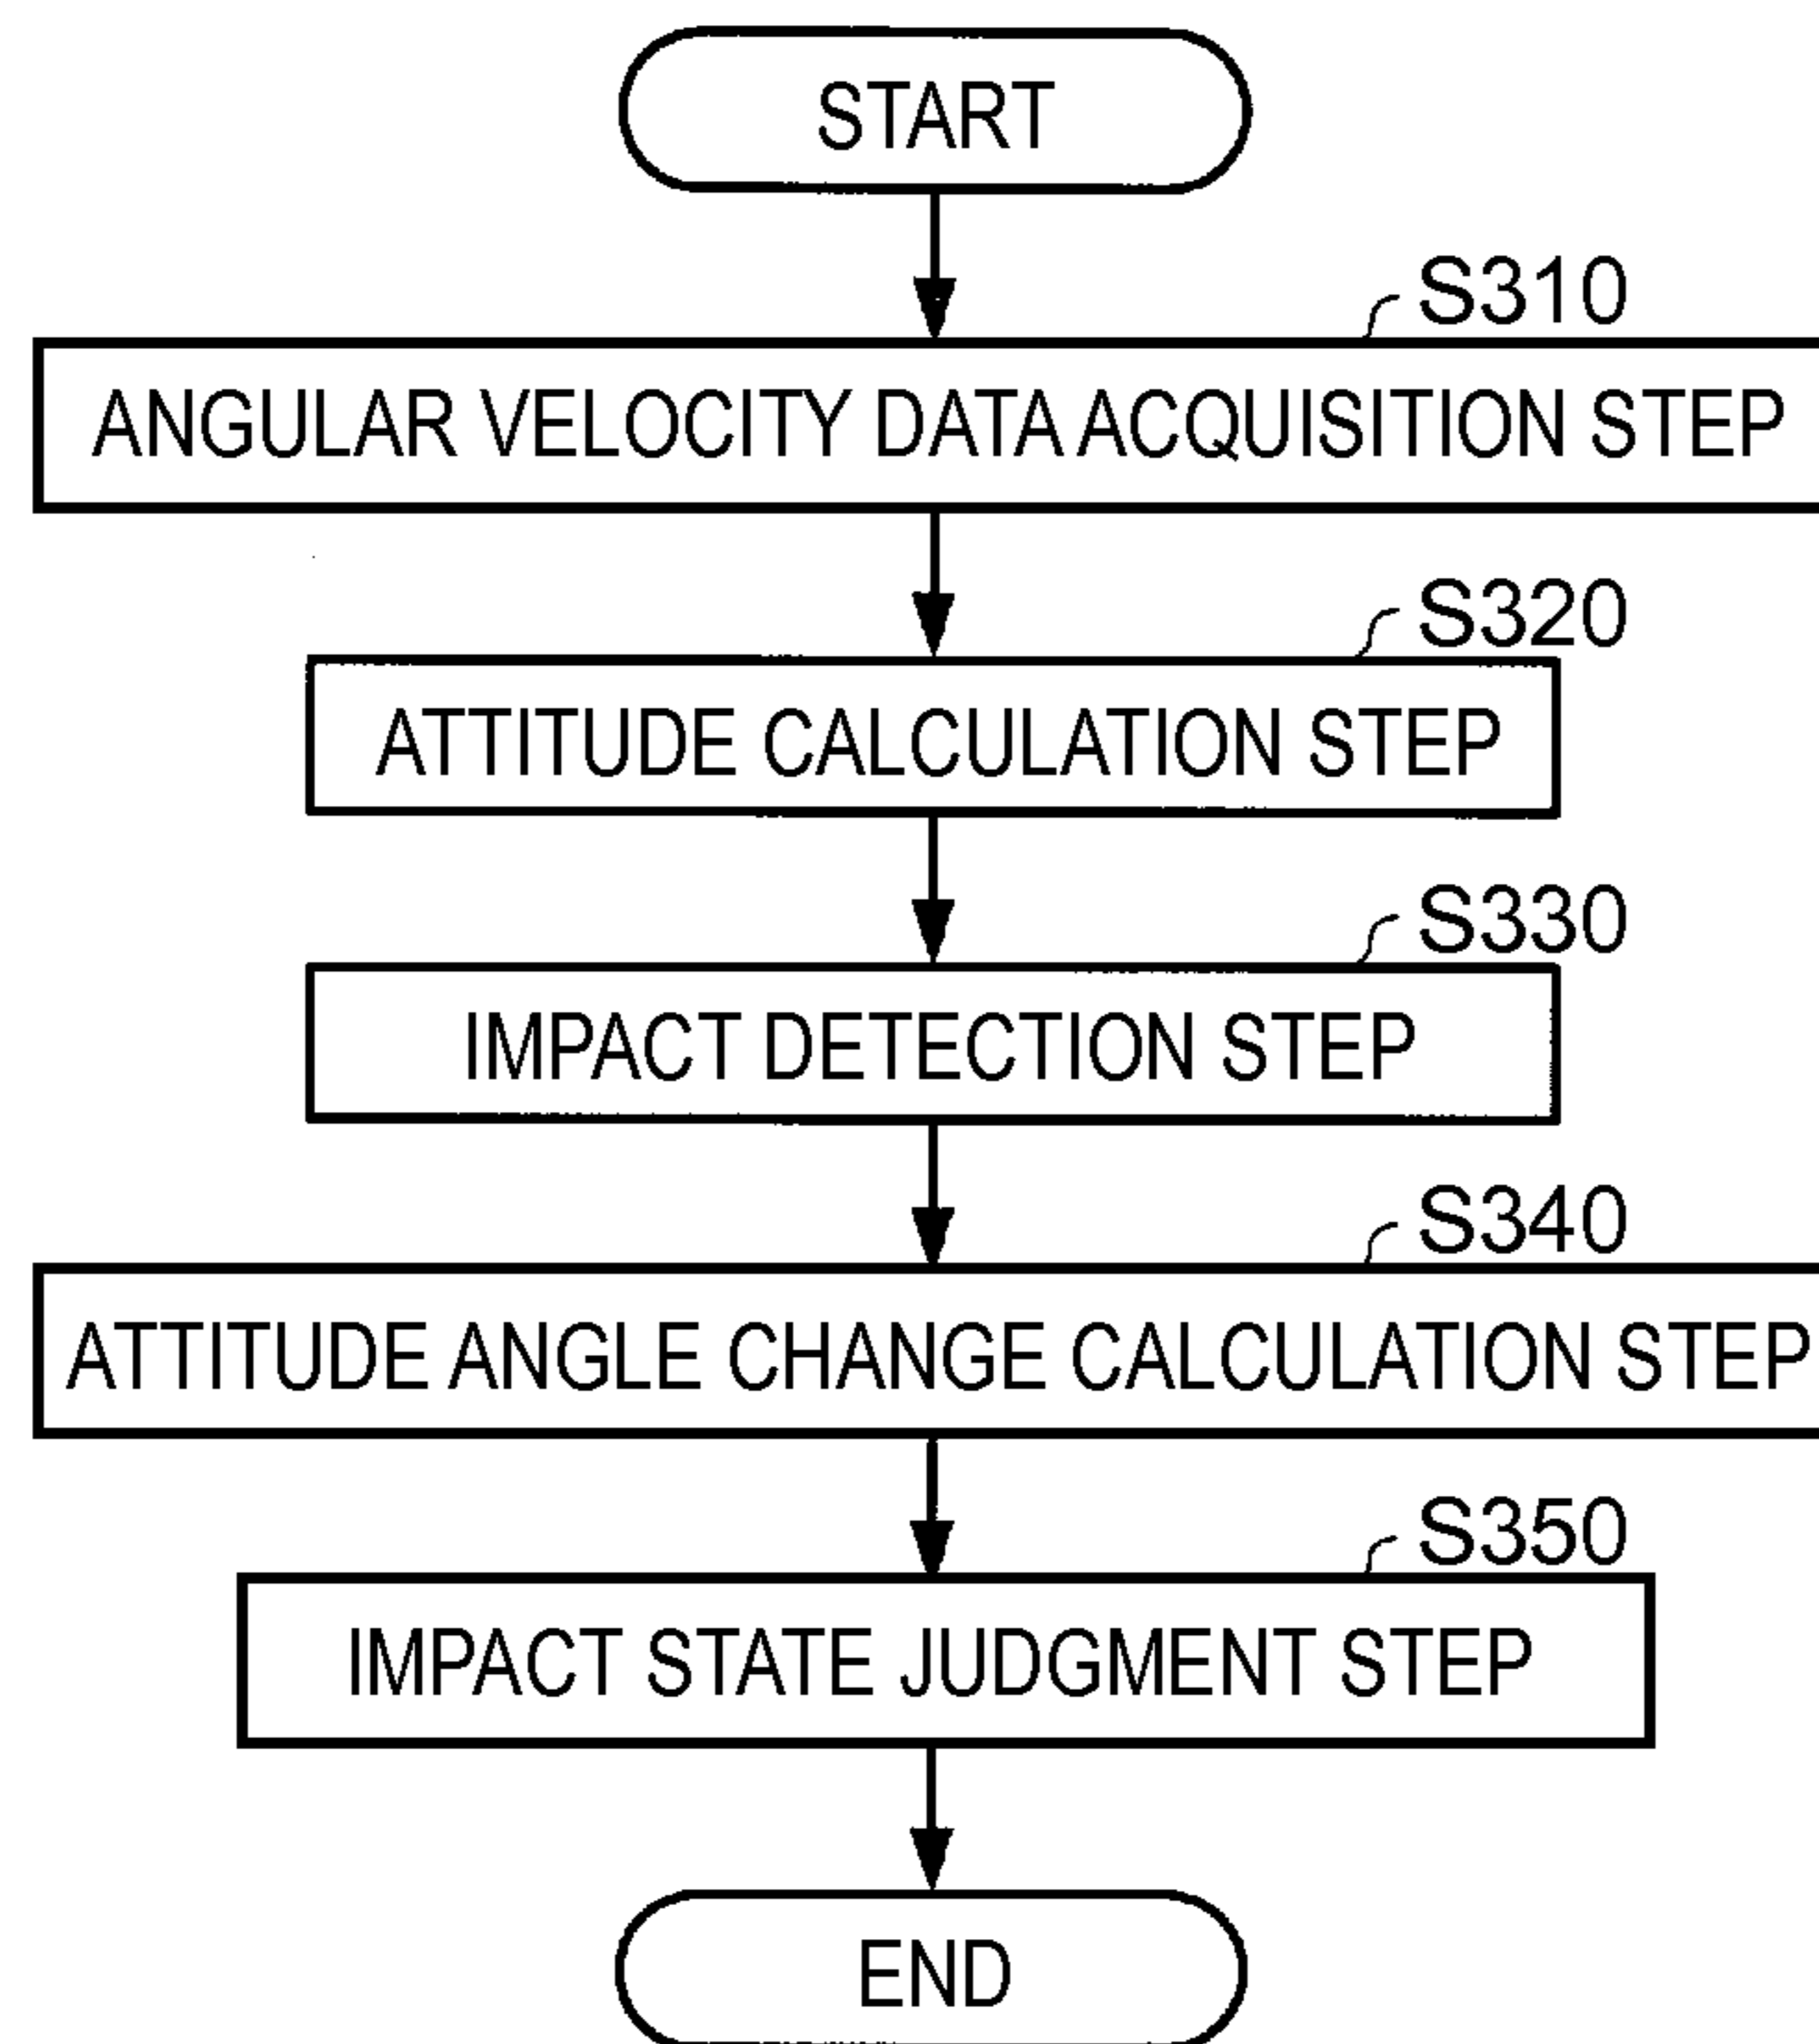 START
S310
ANGULAR VELOCITY DATA ACQUISITION STEP
S320
ATTITUDE CALCULATION STEP
S330
IMPACT DETECTION STEP
S340
ATTITUDE ANGLE CHANGE CALCULATION STEP
S350
IMPACT STATE JUDGMENT STEP
END